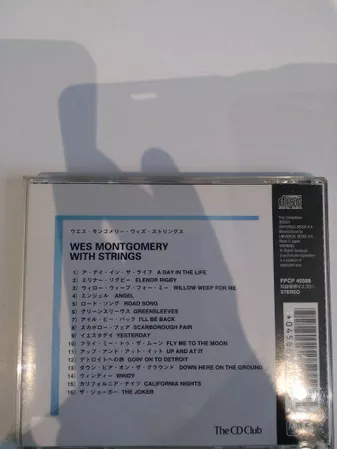 ウエス・モンゴメリー・ウィズ・ストリングス
WES MONTGOMERY
WITH STRINGS
1) ア・デイ・イン・ザ・ライフ A DAY IN THE LIFE
2) エリナー・リグビー ELENOR RIGBY
3) ウィロー・ウィープ・フォー・ミー WILLOW WEEP FOR ME
4) エンジェル ANGEL
5) ロード・ソング ROAD SONG
6) グリーンスリーヴス GREENSLEEVES
7) アイル・ビー・バック I'LL BE BACK
8) スカボロー・フェア SCARBOROUGH FAIR
9) イエスタデイ YESTERDAY
10) フライ・ミー・トゥ・ザ・ムーン FLY ME TO THE MOON
11) アップ・アンド・アット・イット UP AND AT IT
12) デトロイトへの旅 GOIN' ON TO DETROIT
13) ダウン・ヒア・オン・ザ・グラウンド DOWN HERE ON THE GROUND
14) ウィンディー WINDY
15) カリフォルニア・ナイツ CALIFORNIA NIGHTS
16) ザ・ジョーカー THE JOKER
The CD Club
FPCF 40586
STEREO